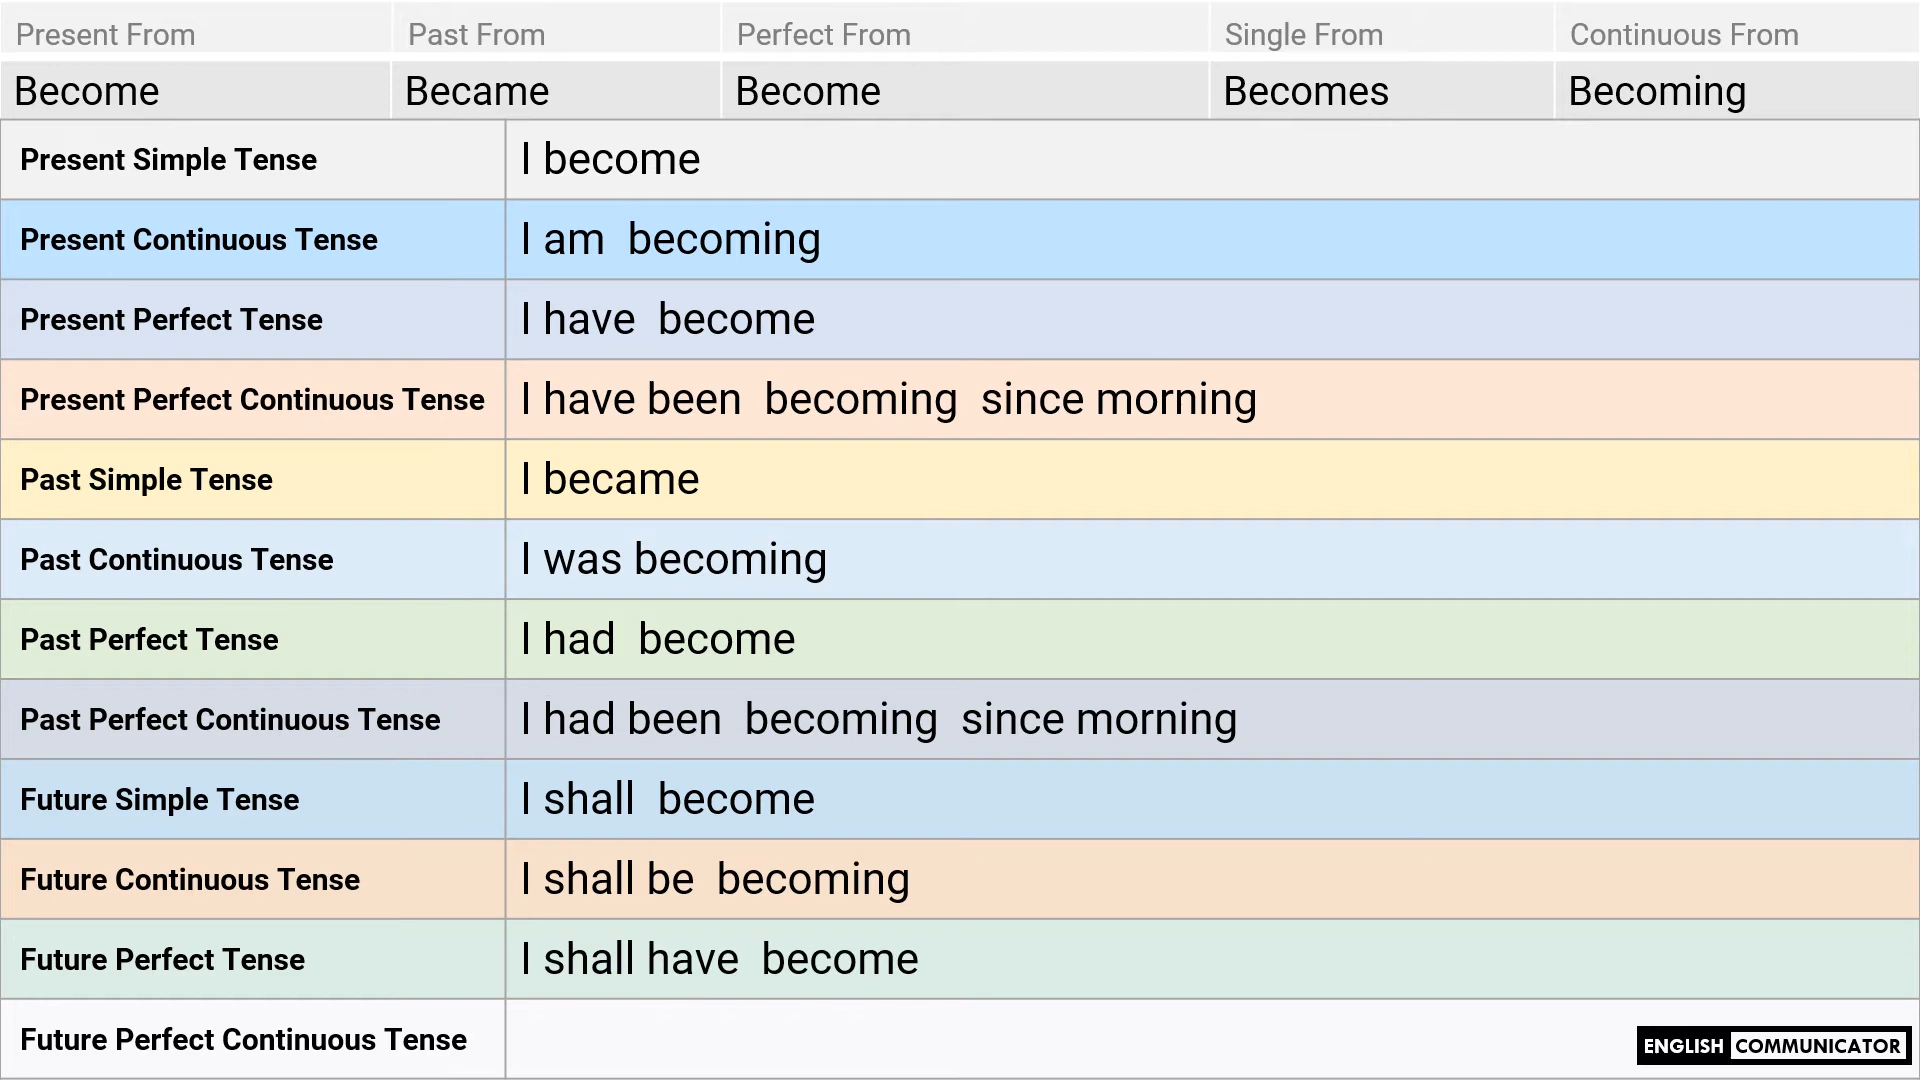 Present From Past From Perfect From Single From Continuous From
Become Became Become Becomes Becoming
Present Simple Tense I become
Present Continuous Tense I am becoming
Present Perfect Tense I have become
Present Perfect Continuous Tense I have been becoming since morning
Past Simple Tense I became
Past Continuous Tense I was becoming
Past Perfect Tense I had become
Past Perfect Continuous Tense I had been becoming since morning
Future Simple Tense I shall become
Future Continuous Tense I shall be becoming
Future Perfect Tense I shall have become
Future Perfect Continuous Tense
ENGLISH COMMUNICATOR